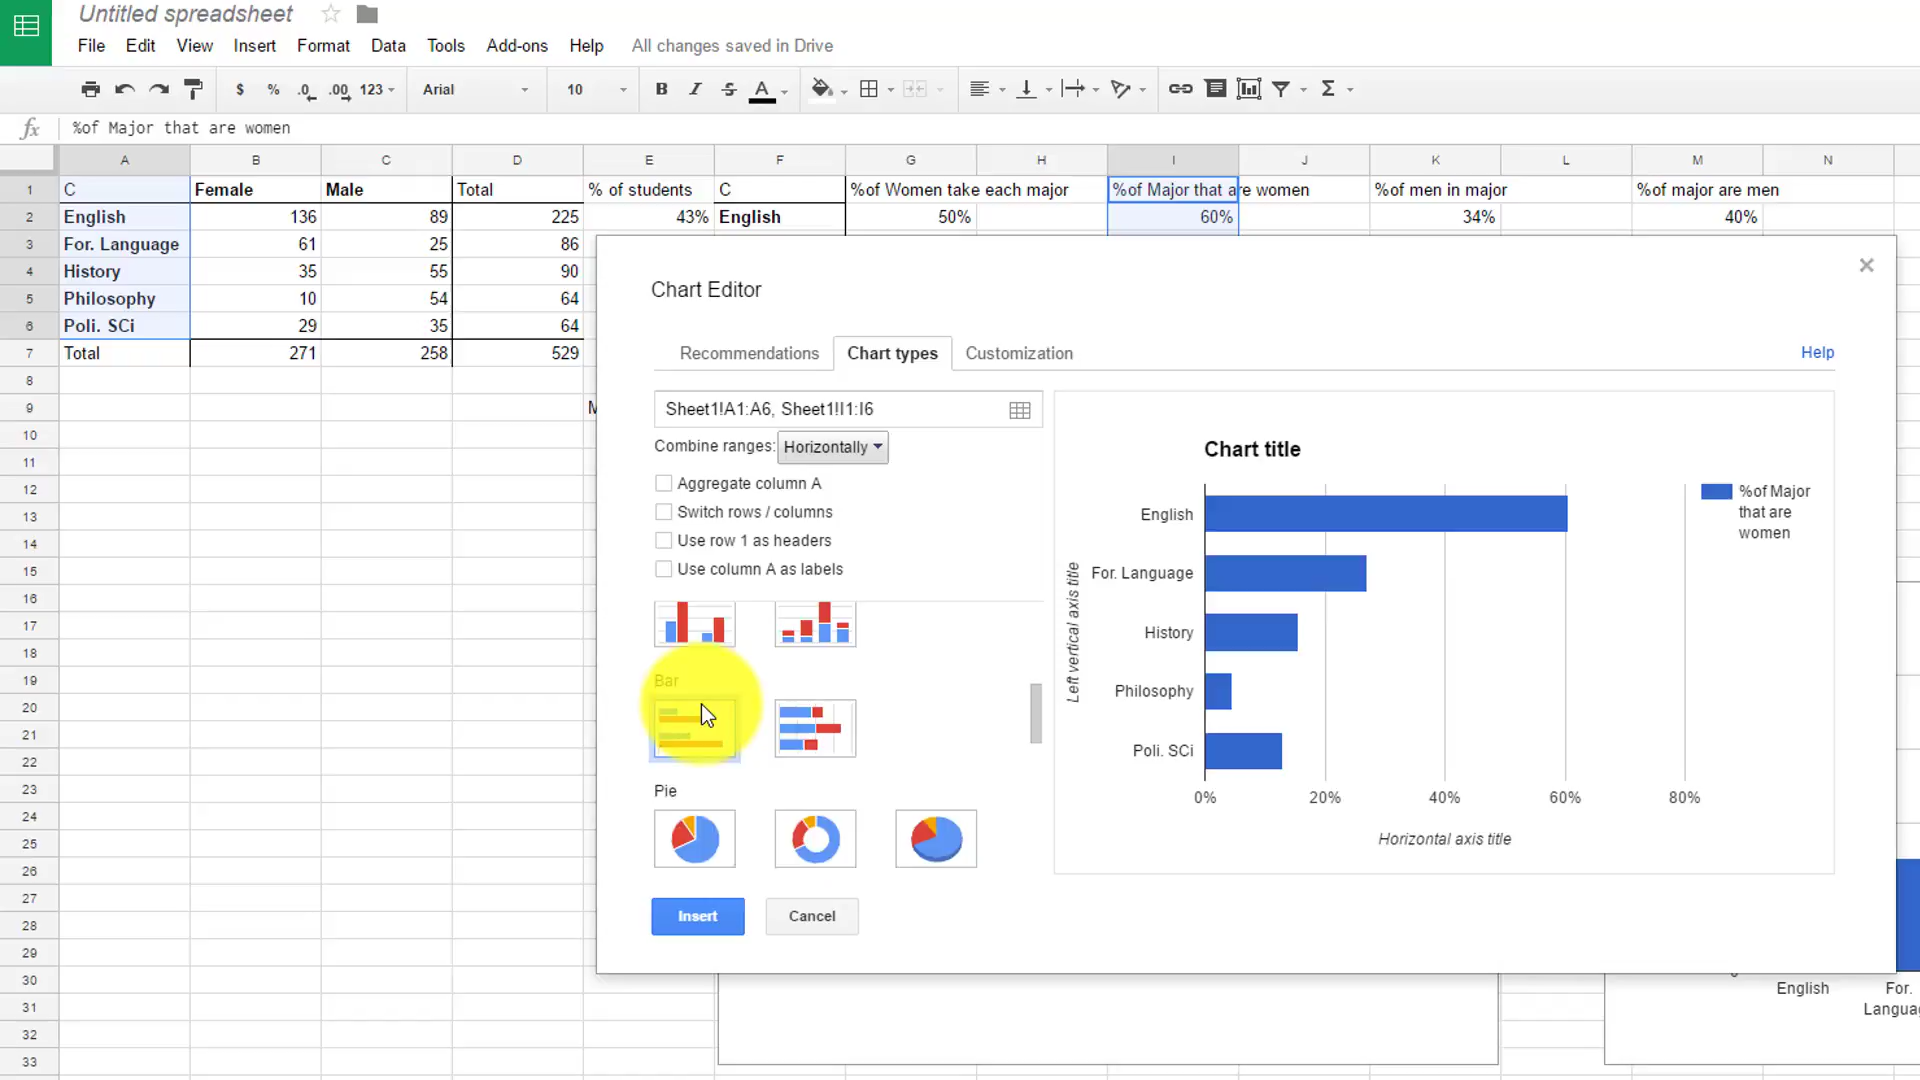 Untitled spreadsheet
File Edit View Insert Format Data Tools Add-ons Help All changes saved in Drive
$ % .0 .00 123 Arial 10 B I S A Σ
fx %of Major that are women
A B C D E F G H I J K L M N
1 C Female Male Total % of students C %of Women take each major %of Major that are women %of men in major %of major are men
2 English 136 89 225 43% English 50% 60% 34% 40%
3 For. Language 61 25 86
4 History 35 55 90
5 Philosophy 10 54 64
6 Poli. SCi 29 35 64
7 Total 271 258 529
8
9
10
11
12
13
14
15
16
17
18
19
20
21
22
23
24
25
26
27
28
29
30
31
32
33
Chart Editor
Recommendations Chart types Customization Help
Sheet1!A1:A6, Sheet1!I1:I6
Combine ranges: Horizontally
Aggregate column A
Switch rows / columns
Use row 1 as headers
Use column A as labels
Bar
Pie
Insert Cancel
Chart title
%of Major
that are
women
Left vertical axis title
English
For. Language
History
Philosophy
Poli. SCi
0% 20% 40% 60% 80%
Horizontal axis title
English For.